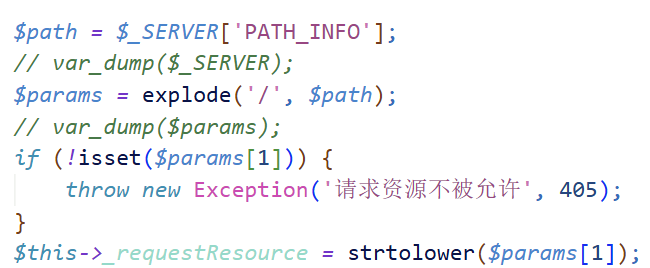 $path = $_SERVER['PATH_INFO'];
// var_dump($_SERVER);
$params = explode('/', $path);
// var_dump($params);
if (!isset($params[1])) {
    throw new Exception('请求资源不被允许', 405);
}
$this->_requestResource = strtolower($params[1]);